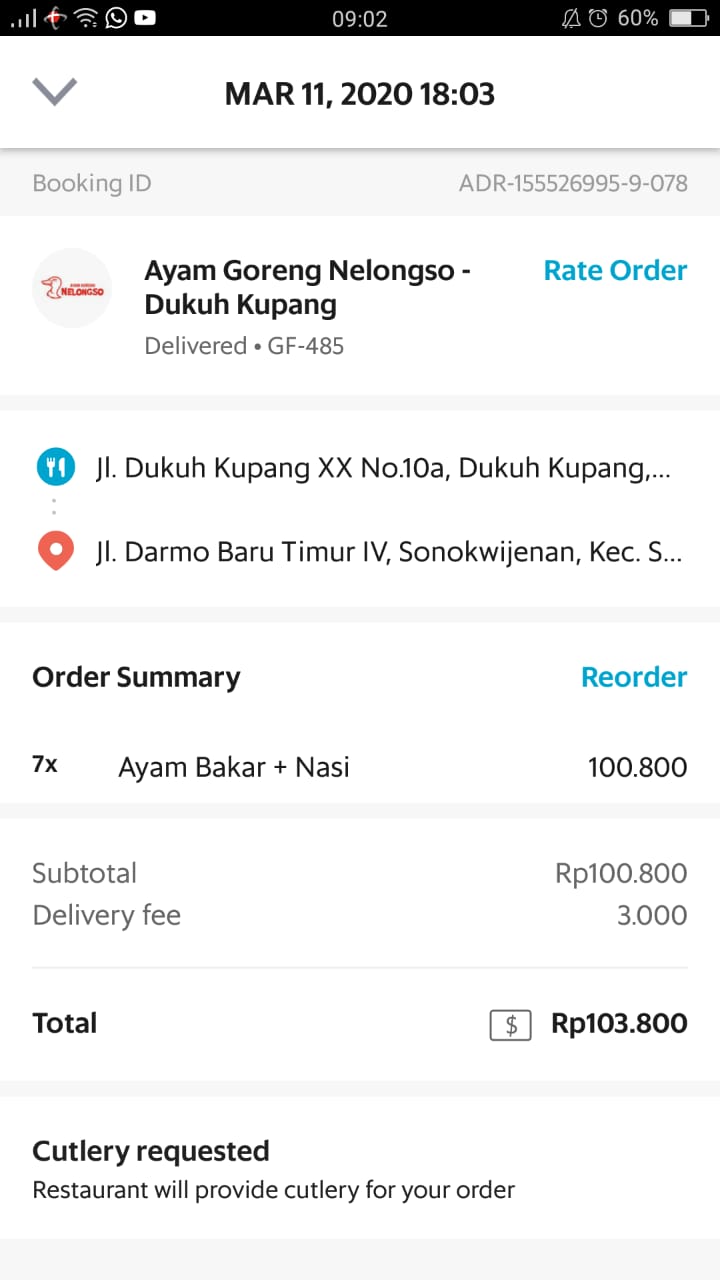 09:02
60%
MAR 11, 2020 18:03
Booking ID ADR-155526995-9-078
NELONGSO
Ayam Goreng Nelongso - Rate Order
Dukuh Kupang
Delivered • GF-485
Jl. Dukuh Kupang XX No.10a, Dukuh Kupang,...
Jl. Darmo Baru Timur IV, Sonokwijenan, Kec. S...
Order Summary Reorder
7x Ayam Bakar + Nasi 100.800
Subtotal Rp100.800
Delivery fee 3.000
Total $ Rp103.800
Cutlery requested
Restaurant will provide cutlery for your order